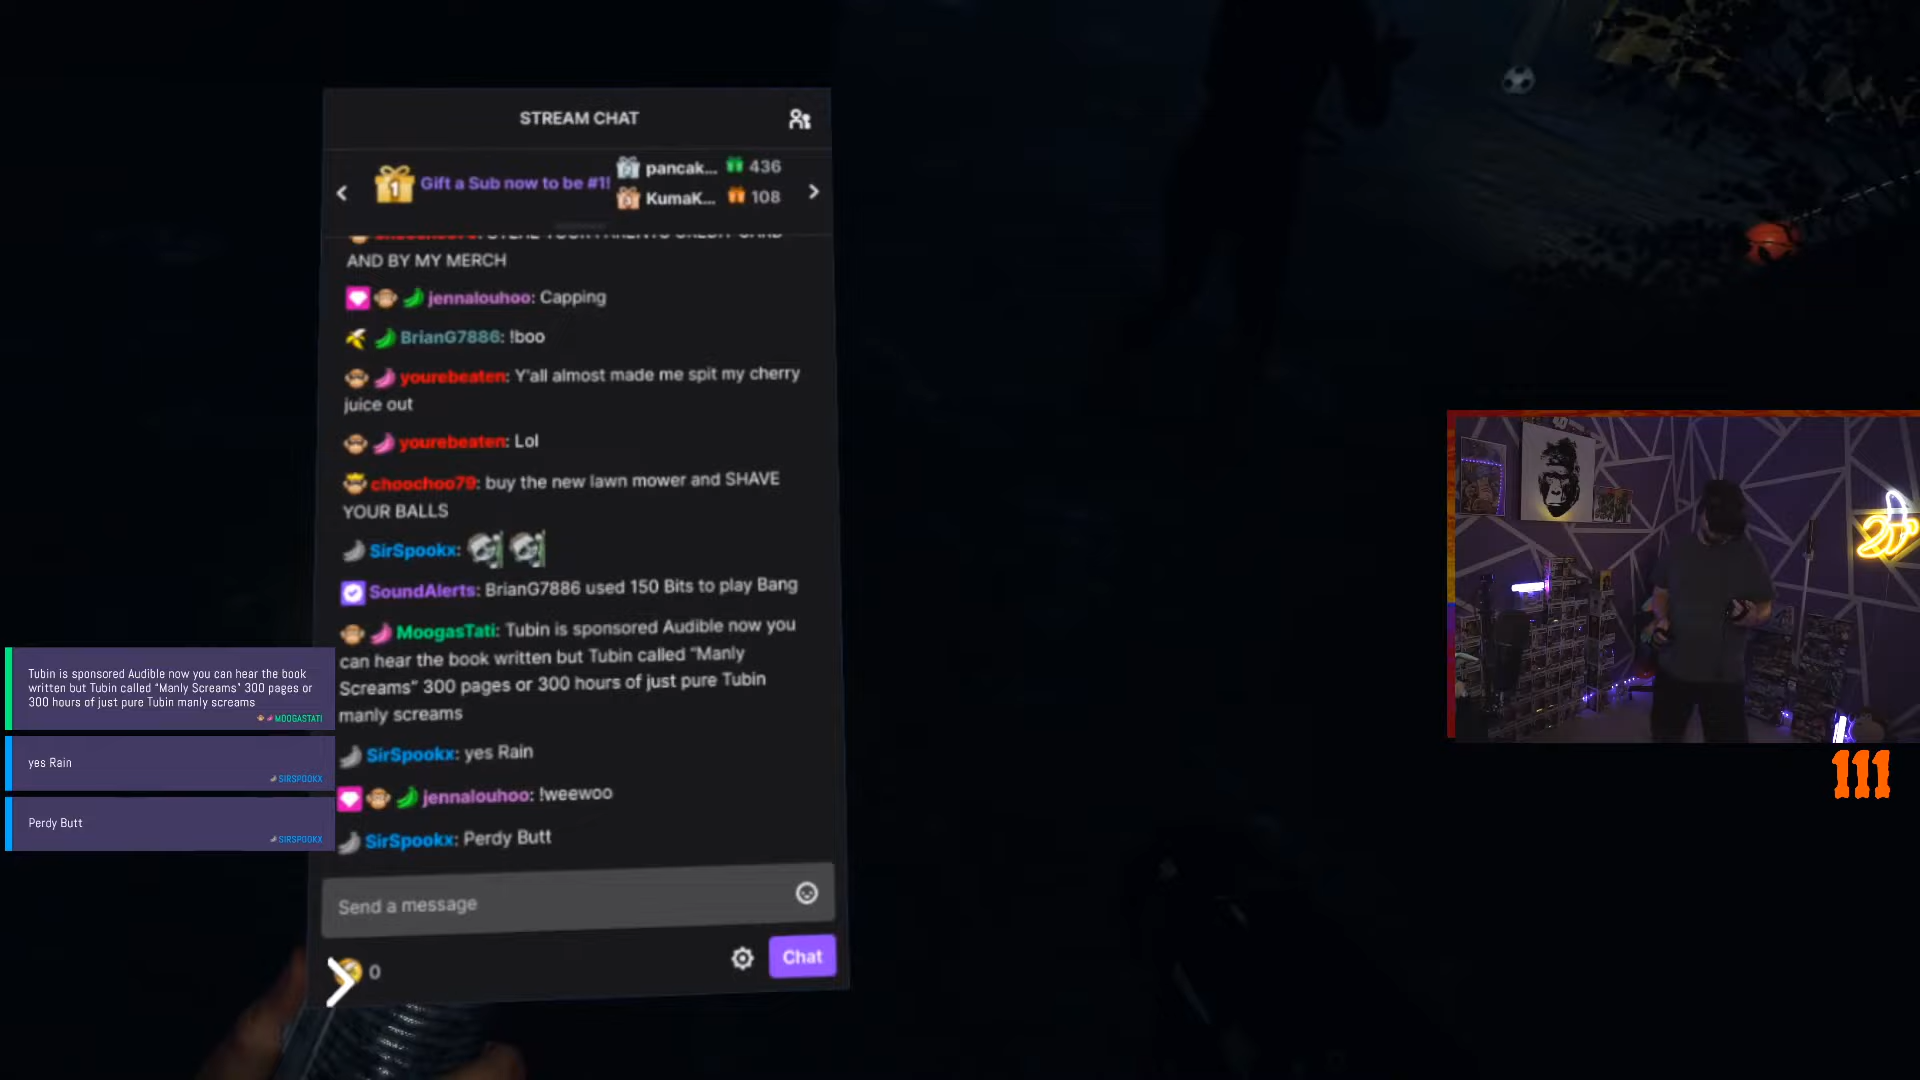 STREAM CHAT
Gift a Sub now to be #1!
1
2 pancak... 436
3 KumaK... 108
AND BY MY MERCH
jennalouhoo: Capping
BrianG7886: !boo
yourebeaten: Y'all almost made me spit my cherry
juice out
yourebeaten: Lol
choochoo79: buy the new lawn mower and SHAVE
YOUR BALLS
SirSpookx:
SoundAlerts: BrianG7886 used 150 Bits to play Bang
MoogasTati: Tubin is sponsored Audible now you
can hear the book written but Tubin called “Manly
Screams” 300 pages or 300 hours of just pure Tubin
manly screams
SirSpookx: yes Rain
jennalouhoo: !weewoo
SirSpookx: Perdy Butt
Send a message
0
Chat
Tubin is sponsored Audible now you can hear the book
written but Tubin called “Manly Screams” 300 pages or
300 hours of just pure Tubin manly screams
MOOGASTATI
yes Rain
SIRSPOOKX
Perdy Butt
SIRSPOOKX
111